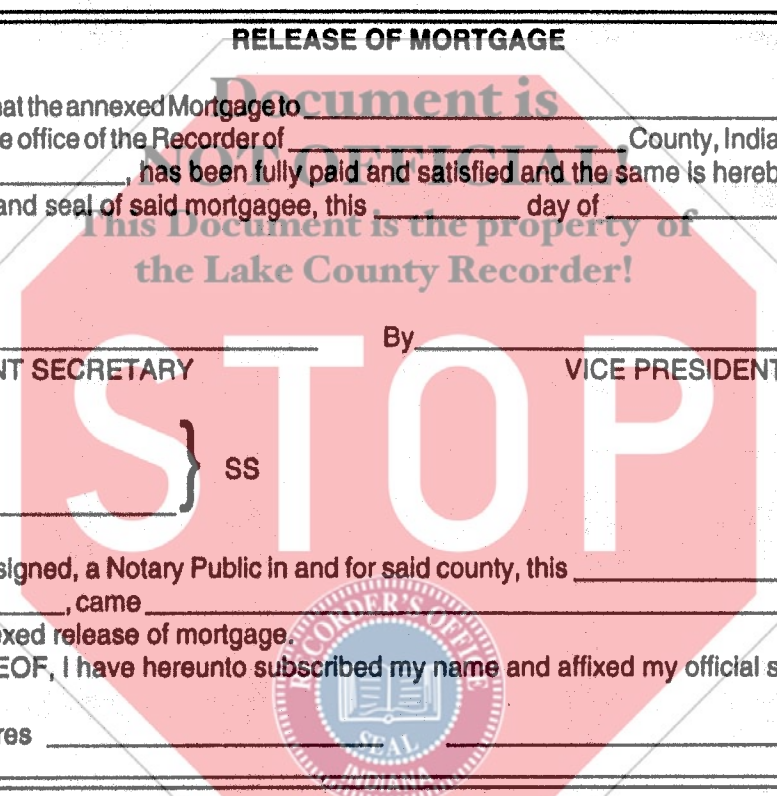 RELEASE OF MORTGAGE
at the annexed Mortgage to
e office of the Recorder of County, Indiana
, has been fully paid and satisfied and the same is hereb
and seal of said mortgagee, this day of
Document is
NOT OFFICIAL!
This Document is the property of
the Lake County Recorder!
STOP
By
NT SECRETARY VICE PRESIDENT
} SS
signed, a Notary Public in and for said county, this
, came
exed release of mortgage.
EOF, I have hereunto subscribed my name and affixed my official s
res
RECORDER'S OFFICE
SEAL
INDIANA